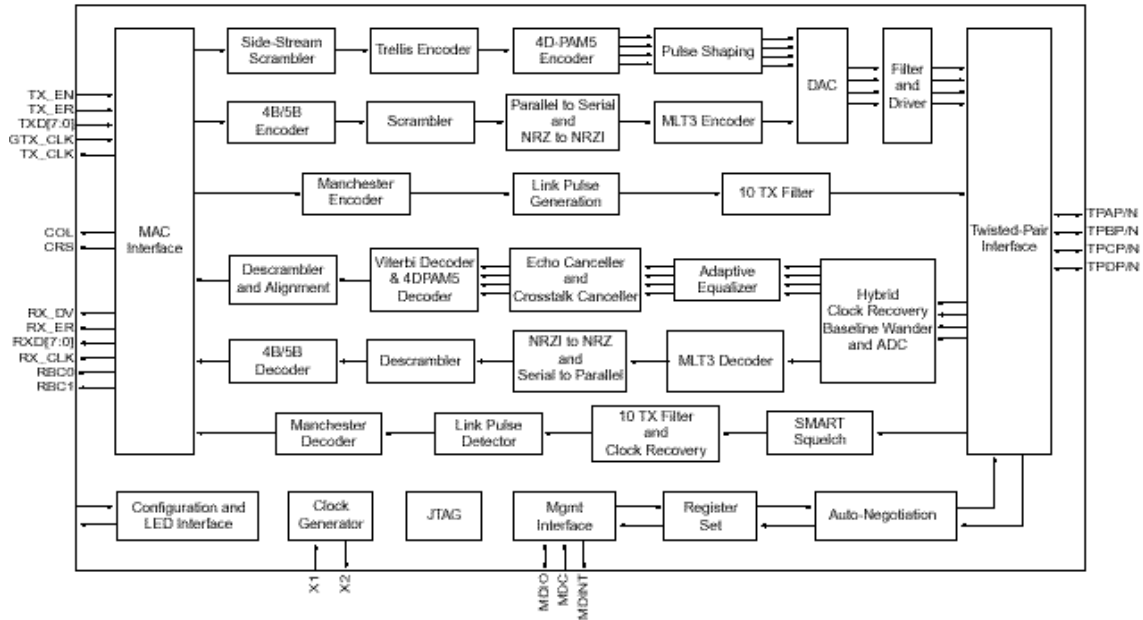 Side-Stream
Scrambler
Trellis Encoder
4D-PAM5
Encoder
Pulse Shaping
DAC
Filter
and
Driver
TX_EN
TX_ER
TXD[7:0]
GTX_CLK
TX_CLK
4B/5B
Encoder
Scrambler
Parallel to Serial
and
NRZ to NRZI
MLT3 Encoder
Manchester
Encoder
Link Pulse
Generation
10 TX Filter
COL
CRS
MAC
Interface
Twisted-Pair
Interface
TPAP/N
TPBP/N
TPCP/N
TPDP/N
Descrambler
and Alignment
Viterbi Decoder
& 4DPAM5
Decoder
Echo Canceller
and
Crosstalk Canceller
Adaptive
Equalizer
Hybrid
Clock Recovery
Baseline Wander
and ADC
RX_DV
RX_ER
RXD[7:0]
RX_CLK
RBC0
RBC1
4B/5B
Decoder
Descrambler
NRZI to NRZ
and
Serial to Parallel
MLT3 Decoder
Manchester
Decoder
Link Pulse
Detector
10 TX Filter
and
Clock Recovery
SMART
Squelch
Configuration and
LED Interface
Clock
Generator
JTAG
Mgmt
Interface
Register
Set
Auto-Negotiation
X1
X2
MDIO
MDC
MDINT